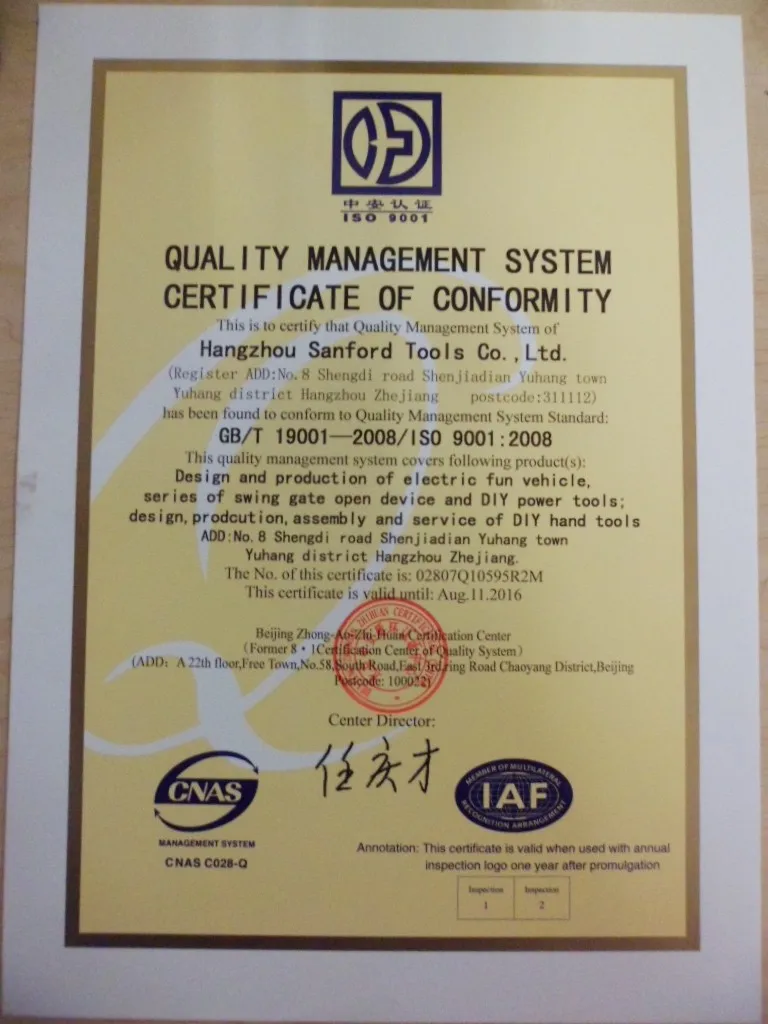 中安认证
ISO 9001
QUALITY MANAGEMENT SYSTEM
CERTIFICATE OF CONFORMITY
This is to certify that Quality Management System of
Hangzhou Sanford Tools Co.,Ltd.
(Register ADD:No.8 Shengdi road Shenjiadian Yuhang town
Yuhang district Hangzhou Zhejiang postcode:311112)
has been found to conform to Quality Management System Standard:
GB/T 19001—2008/ISO 9001:2008
This quality management system covers following product(s):
Design and production of electric fun vehicle,
series of swing gate open device and DIY power tools;
design,prodcution,assembly and service of DIY hand tools
ADD:No.8 Shengdi road Shenjiadian Yuhang town
Yuhang district Hangzhou Zhejiang.
The No. of this certificate is: 02807Q10595R2M
This certificate is valid until: Aug.11.2016
Beijing Zhong-Ao-Zhi-Huan Certification Center
(Former 8·1Certification Center of Quality System)
(ADD: A 22th floor,Free Town,No.58,South Road,East 3rd,ring Road Chaoyang District,Beijing
Postcode: 100022)
Center Director:
任庆才
CNAS
MANAGEMENT SYSTEM
CNAS C028-Q
MEMBER OF MULTILATERAL
IAF
RECOGNITION ARRANGEMENT
Annotation: This certificate is valid when used with annual
inspection logo one year after promulgation
Inspection Inspection
1 2